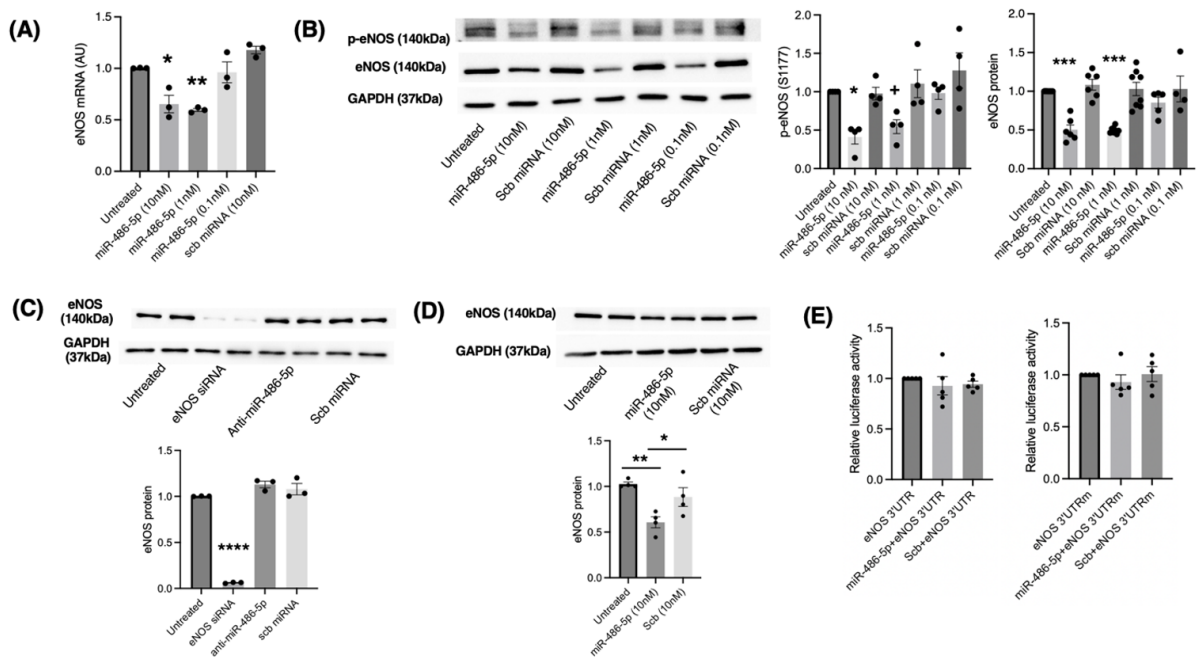 (A)
eNOS mRNA (AU)
1.5
1.0
0.5
0.0
*
**
Untreated
miR-486-5p (10nM)
miR-486-5p (1nM)
miR-486-5p (0.1nM)
scb miRNA (10nM)
(B)
p-eNOS (140kDa)
eNOS (140kDa)
GAPDH (37kDa)
Untreated
miR-486-5p (10nM)
Scb miRNA (10nM)
miR-486-5p (1nM)
Scb miRNA (1nM)
miR-486-5p (0.1nM)
Scb miRNA (0.1nM)
p-eNOS (S1177)
2.0
1.5
1.0
0.5
0.0
*
+
Untreated
miR-486-5p (10 nM)
scb miRNA (10 nM)
miR-486-5p (1 nM)
scb miRNA (1 nM)
miR-486-5p (0.1 nM)
scb miRNA (0.1 nM)
eNOS protein
2.0
1.5
1.0
0.5
0.0
***
***
Untreated
miR-486-5p (10 nM)
Scb miRNA (10 nM)
miR-486-5p (1 nM)
Scb miRNA (1 nM)
miR-486-5p (0.1 nM)
scb miRNA (0.1 nM)
(C)
eNOS
(140kDa)
GAPDH
(37kDa)
Untreated
eNOS siRNA
Anti-miR-486-5p
Scb miRNA
eNOS protein
1.5
1.0
0.5
0.0
****
Untreated
eNOS siRNA
anti-miR-486-5p
scb miRNA
(D)
eNOS (140kDa)
GAPDH (37kDa)
Untreated
miR-486-5p
(10nM)
Scb miRNA
(10nM)
eNOS protein
1.5
1.0
0.5
0.0
**
*
Untreated
miR-486-5p (10nM)
Scb (10nM)
(E)
Relative luciferase activity
1.5
1.0
0.5
0.0
eNOS 3'UTR
miR-486-5p+eNOS 3'UTR
Scb+eNOS 3'UTR
Relative luciferase activity
1.5
1.0
0.5
0.0
eNOS 3'UTRm
miR-486-5p+eNOS 3'UTRm
Scb+eNOS 3'UTRm